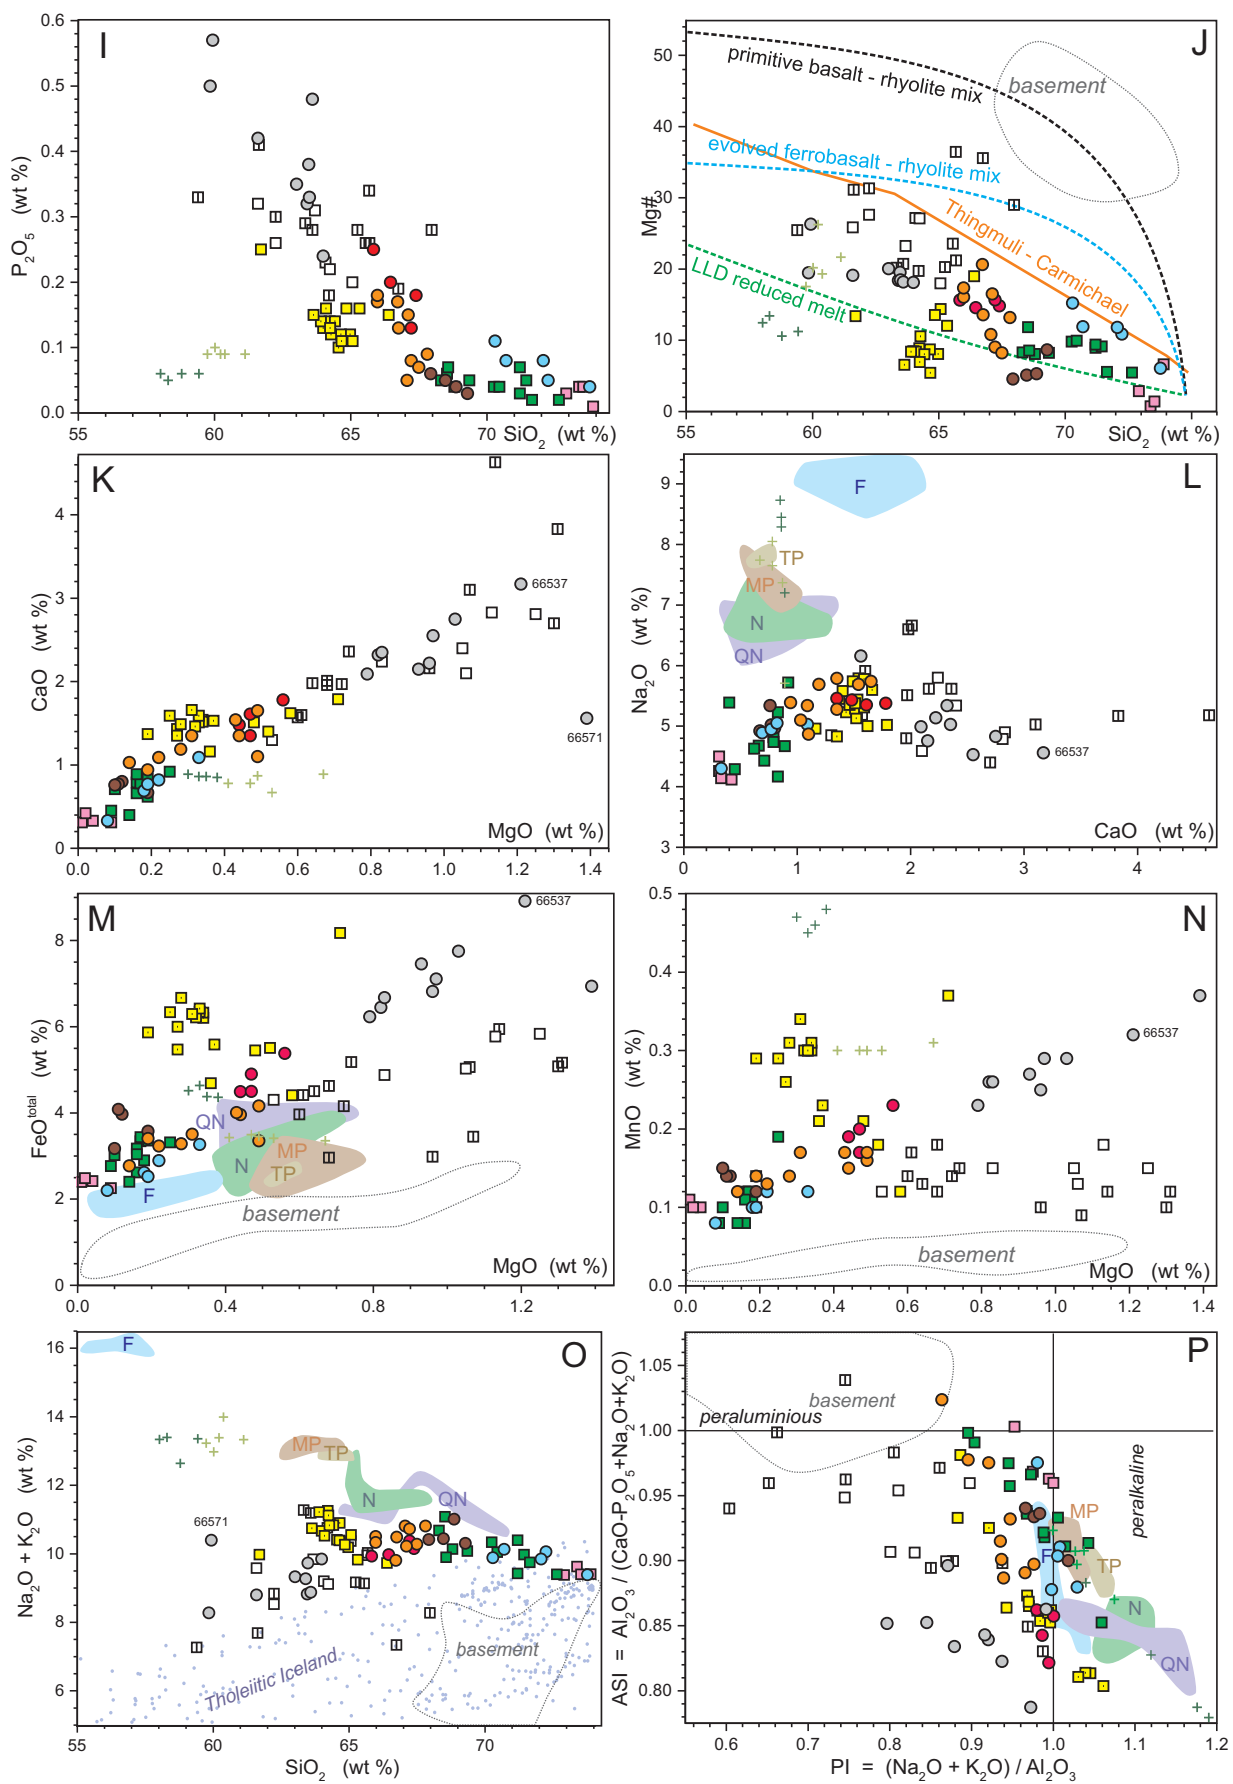 I
P2O5 (wt %)
0.6
0.5
0.4
0.3
0.2
0.1
0.0
55
60
65
70
SiO2 (wt %)
J
Mg#
50
40
30
20
10
0
primitive basalt - rhyolite mix
basement
evolved ferrobasalt - rhyolite mix
Thingmuli - Carmichael
LLD reduced melt
55
60
65
70
SiO2 (wt %)
K
CaO (wt %)
4
3
2
1
0
66537
66571
MgO (wt %)
0.0
0.2
0.4
0.6
0.8
1.0
1.2
1.4
L
Na2O (wt %)
9
8
7
6
5
4
3
F
TP
MP
N
QN
66537
CaO (wt %)
0
1
2
3
4
M
FeOtotal (wt %)
8
6
4
2
0
66537
QN
MP
N
TP
F
basement
MgO (wt %)
0.0
0.4
0.8
1.2
N
MnO (wt %)
0.5
0.4
0.3
0.2
0.1
0.0
66537
basement
MgO (wt %)
0.0
0.2
0.4
0.6
0.8
1.0
1.2
1.4
O
Na2O + K2O (wt %)
16
14
12
10
8
6
F
MP
TP
N
QN
66571
basement
Tholeiitic Iceland
55
60
65
70
SiO2 (wt %)
P
ASI = Al2O3 / (CaO-P2O5+Na2O+K2O)
1.05
1.00
0.95
0.90
0.85
0.80
basement
peraluminious
peralkaline
MP
F
TP
N
QN
0.6
0.7
0.8
0.9
1.0
1.1
1.2
PI = (Na2O + K2O) / Al2O3